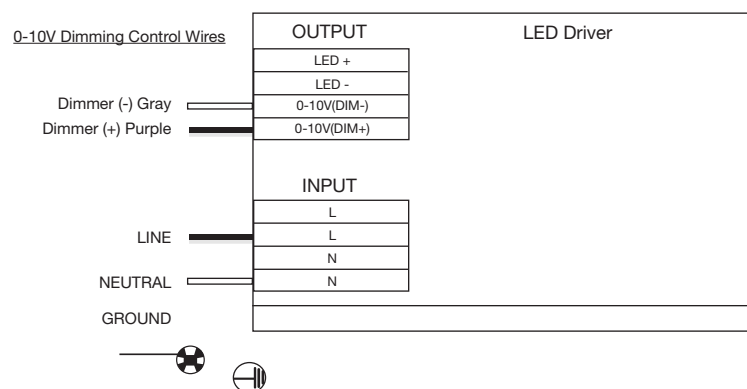 0-10V Dimming Control Wires
OUTPUT
LED Driver
LED +
LED -
Dimmer (-) Gray
0-10V(DIM-)
Dimmer (+) Purple
0-10V(DIM+)
INPUT
L
LINE
L
N
NEUTRAL
N
GROUND